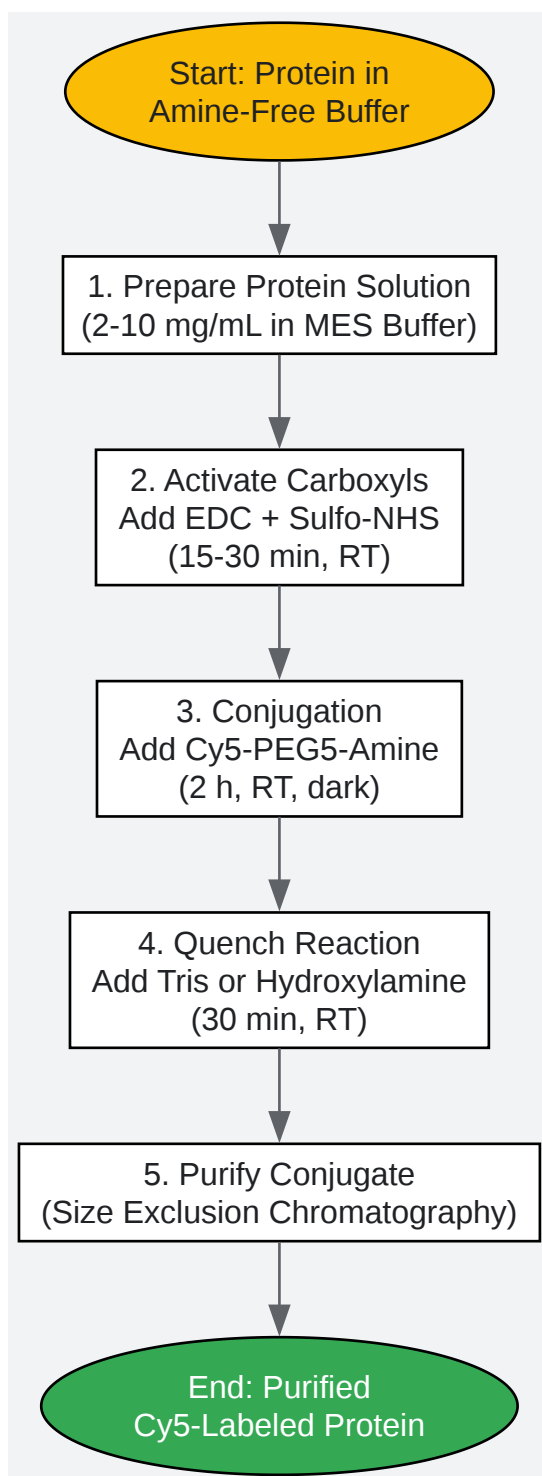 Start: Protein in
Amine-Free Buffer
1. Prepare Protein Solution
(2-10 mg/mL in MES Buffer)
2. Activate Carboxyls
Add EDC + Sulfo-NHS
(15-30 min, RT)
3. Conjugation
Add Cy5-PEG5-Amine
(2 h, RT, dark)
4. Quench Reaction
Add Tris or Hydroxylamine
(30 min, RT)
5. Purify Conjugate
(Size Exclusion Chromatography)
End: Purified
Cy5-Labeled Protein